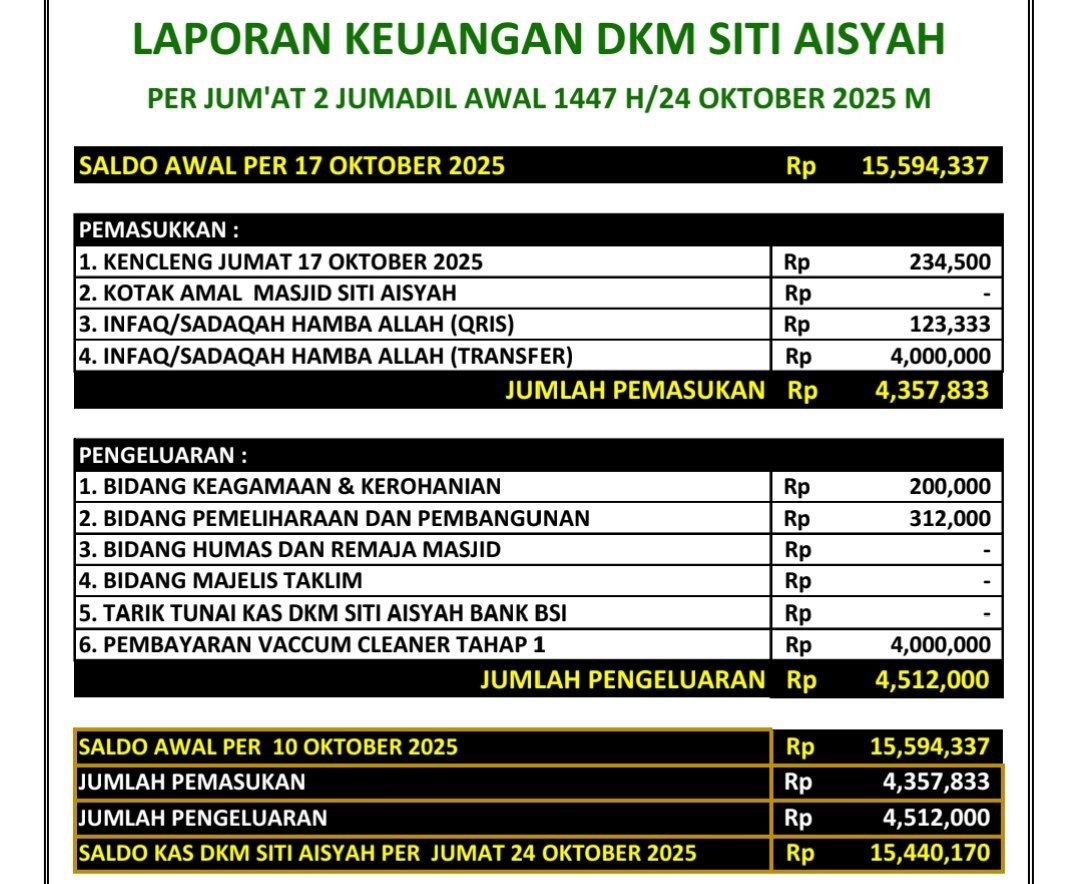 LAPORAN KEUANGAN DKM SITI AISYAH
PER JUM'AT 2 JUMADIL AWAL 1447 H/24 OKTOBER 2025 M
SALDO AWAL PER 17 OKTOBER 2025 Rp 15,594,337
PEMASUKKAN :
1. KENCLENG JUMAT 17 OKTOBER 2025 Rp 234,500
2. KOTAK AMAL MASJID SITI AISYAH Rp -
3. INFAQ/SADAQAH HAMBA ALLAH (QRIS) Rp 123,333
4. INFAQ/SADAQAH HAMBA ALLAH (TRANSFER) Rp 4,000,000
JUMLAH PEMASUKAN Rp 4,357,833
PENGELUARAN :
1. BIDANG KEAGAMAAN & KEROHANIAN Rp 200,000
2. BIDANG PEMELIHARAAN DAN PEMBANGUNAN Rp 312,000
3. BIDANG HUMAS DAN REMAJA MASJID Rp -
4. BIDANG MAJELIS TAKLIM Rp -
5. TARIK TUNAI KAS DKM SITI AISYAH BANK BSI Rp -
6. PEMBAYARAN VACCUM CLEANER TAHAP 1 Rp 4,000,000
JUMLAH PENGELUARAN Rp 4,512,000
SALDO AWAL PER 10 OKTOBER 2025 Rp 15,594,337
JUMLAH PEMASUKAN Rp 4,357,833
JUMLAH PENGELUARAN Rp 4,512,000
SALDO KAS DKM SITI AISYAH PER JUMAT 24 OKTOBER 2025 Rp 15,440,170